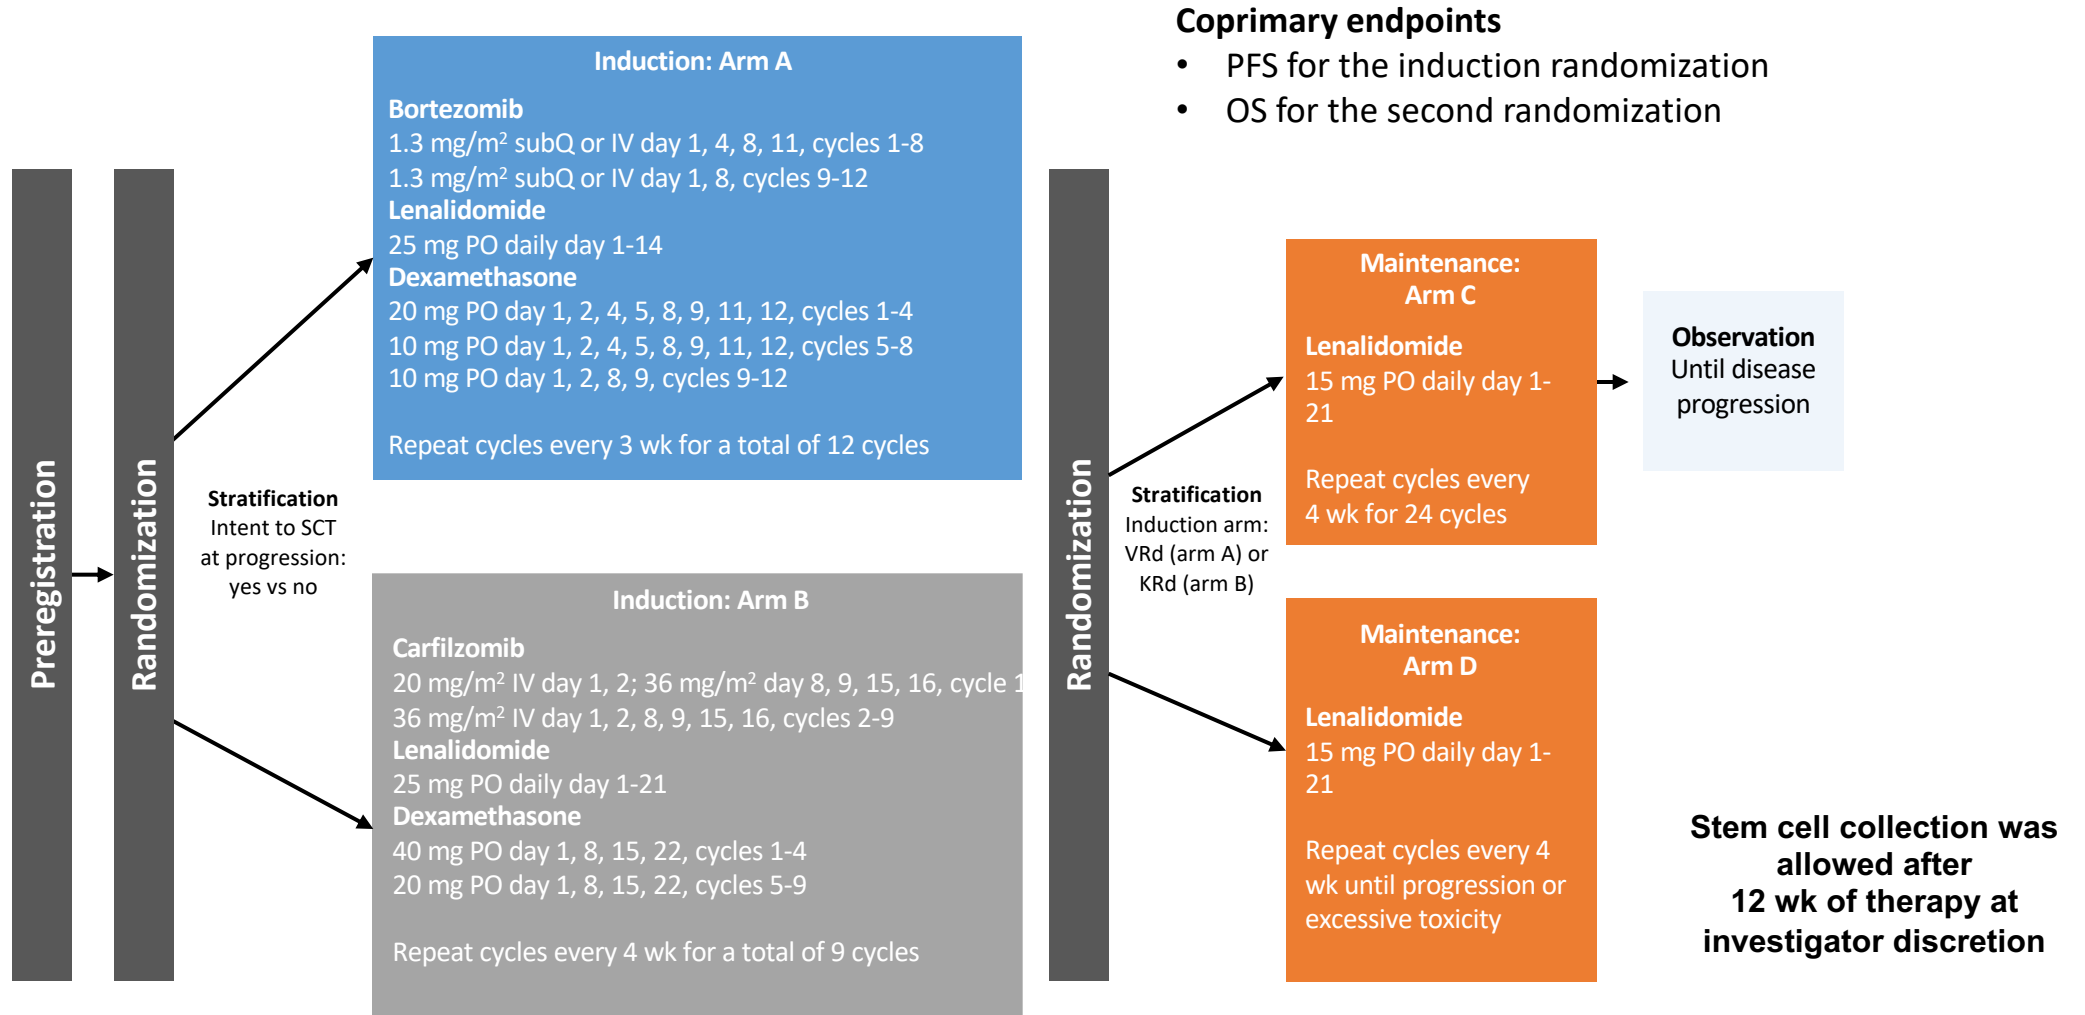 Coprimary endpoints
• PFS for the induction randomization
• OS for the second randomization
Preregistration
Randomization
Stratification
Intent to SCT
at progression:
yes vs no
Induction: Arm A
Bortezomib
1.3 mg/m² subQ or IV day 1, 4, 8, 11, cycles 1-8
1.3 mg/m² subQ or IV day 1, 8, cycles 9-12
Lenalidomide
25 mg PO daily day 1-14
Dexamethasone
20 mg PO day 1, 2, 4, 5, 8, 9, 11, 12, cycles 1-4
10 mg PO day 1, 2, 4, 5, 8, 9, 11, 12, cycles 5-8
10 mg PO day 1, 2, 8, 9, cycles 9-12
Repeat cycles every 3 wk for a total of 12 cycles
Induction: Arm B
Carfilzomib
20 mg/m² IV day 1, 2; 36 mg/m² day 8, 9, 15, 16, cycle 1
36 mg/m² IV day 1, 2, 8, 9, 15, 16, cycles 2-9
Lenalidomide
25 mg PO daily day 1-21
Dexamethasone
40 mg PO day 1, 8, 15, 22, cycles 1-4
20 mg PO day 1, 8, 15, 22, cycles 5-9
Repeat cycles every 4 wk for a total of 9 cycles
Randomization
Stratification
Induction arm:
VRd (arm A) or
KRd (arm B)
Maintenance:
Arm C
Lenalidomide
15 mg PO daily day 1-
21
Repeat cycles every
4 wk for 24 cycles
Observation
Until disease
progression
Maintenance:
Arm D
Lenalidomide
15 mg PO daily day 1-
21
Repeat cycles every 4
wk until progression or
excessive toxicity
Stem cell collection was
allowed after
12 wk of therapy at
investigator discretion